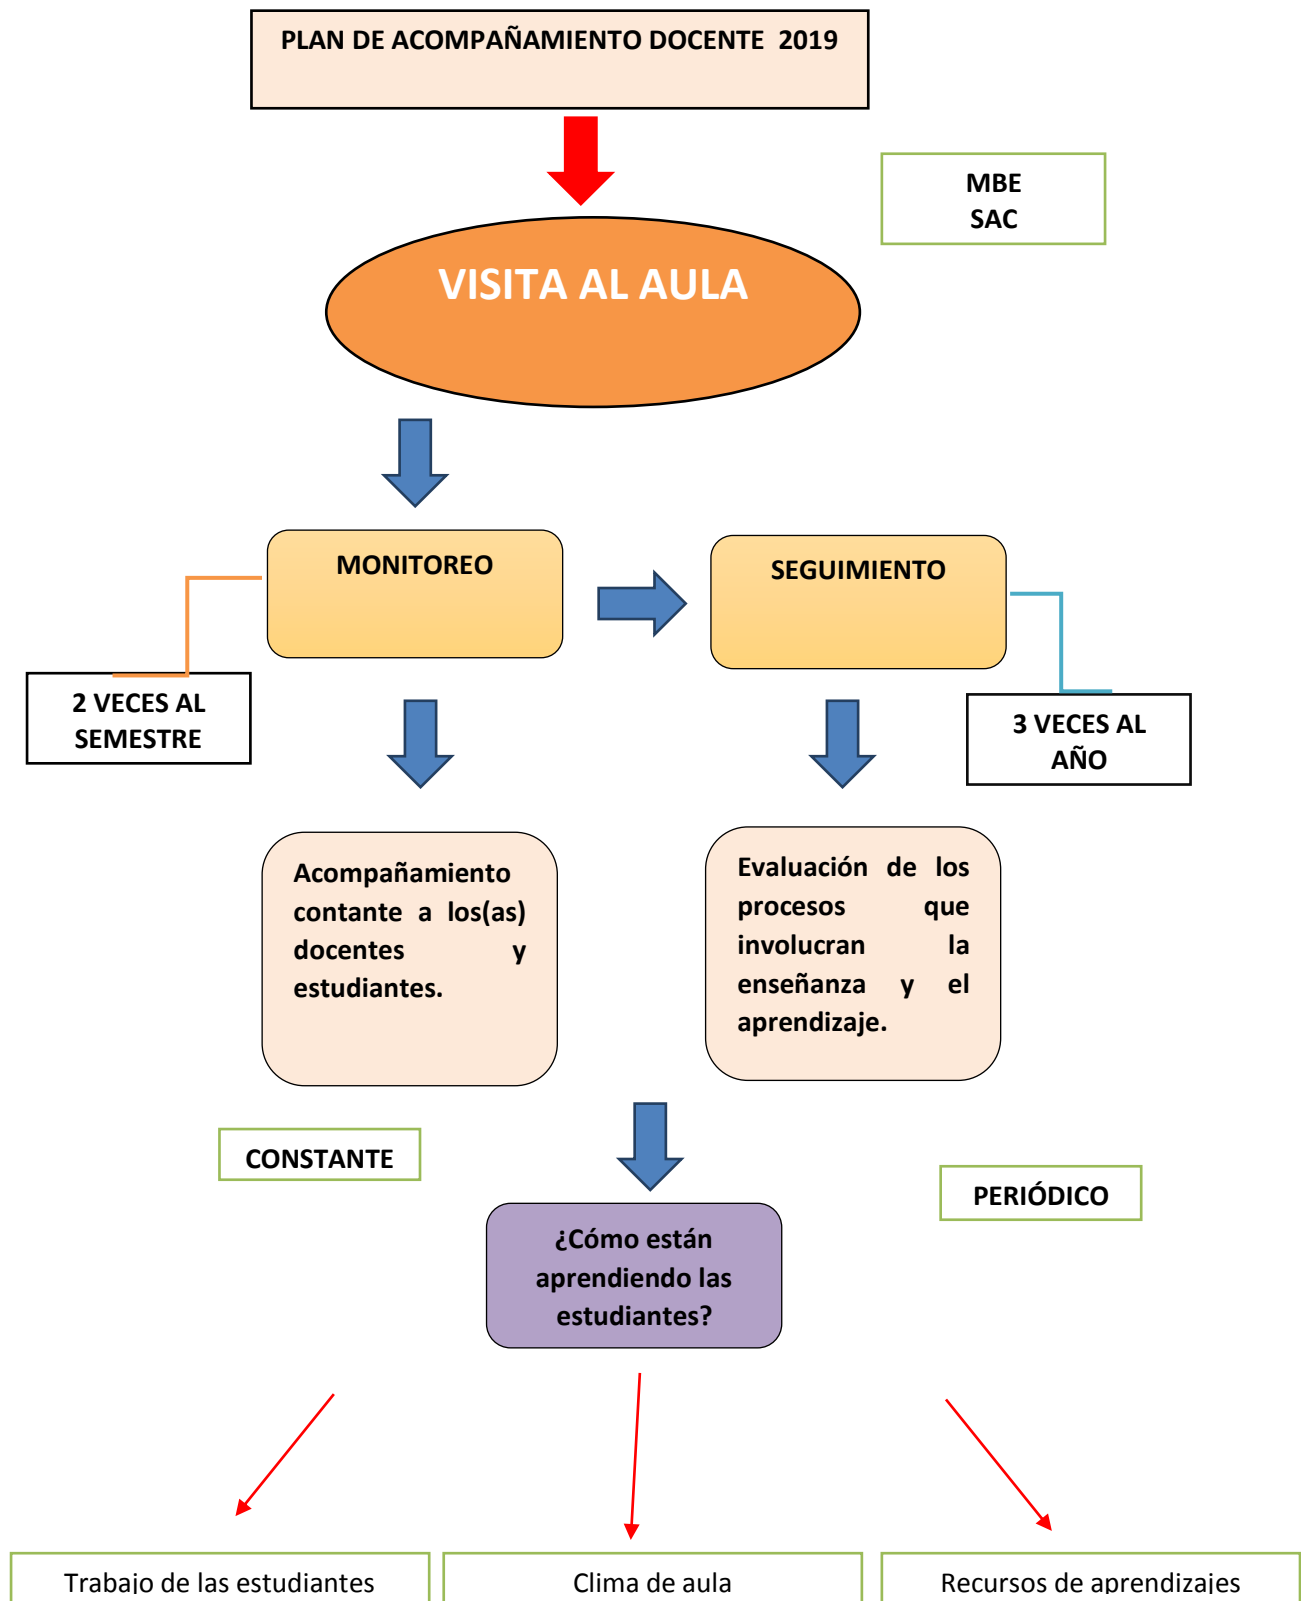 PLAN DE ACOMPAÑAMIENTO DOCENTE 2019
MBE
SAC
VISITA AL AULA
MONITOREO
SEGUIMIENTO
2 VECES AL
SEMESTRE
3 VECES AL
AÑO
Acompañamiento
contante a los(as)
docentes y
estudiantes.
Evaluación de los
procesos que
involucran la
enseñanza y el
aprendizaje.
CONSTANTE
PERIÓDICO
¿Cómo están
aprendiendo las
estudiantes?
Trabajo de las estudiantes
Clima de aula
Recursos de aprendizajes